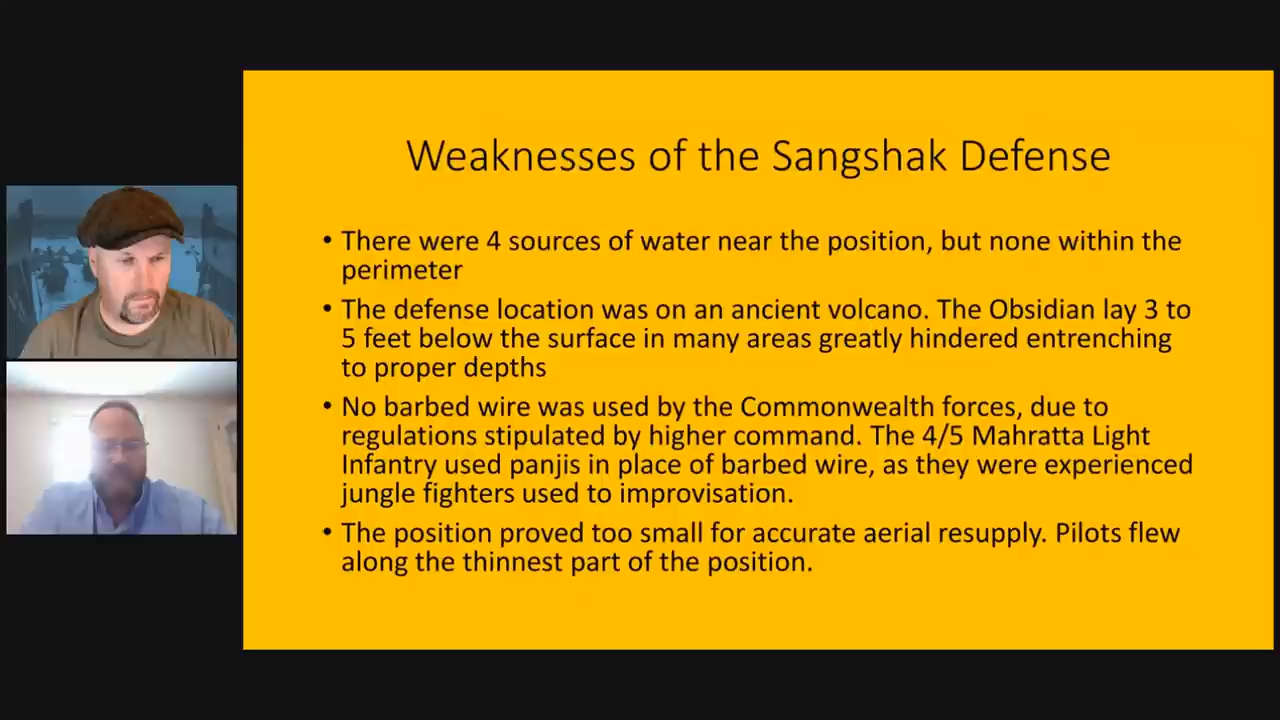 Weaknesses of the Sangshak Defense
• There were 4 sources of water near the position, but none within the
perimeter
• The defense location was on an ancient volcano. The Obsidian lay 3 to
5 feet below the surface in many areas greatly hindered entrenching
to proper depths
• No barbed wire was used by the Commonwealth forces, due to
regulations stipulated by higher command. The 4/5 Mahratta Light
Infantry used panjis in place of barbed wire, as they were experienced
jungle fighters used to improvisation.
• The position proved too small for accurate aerial resupply. Pilots flew
along the thinnest part of the position.